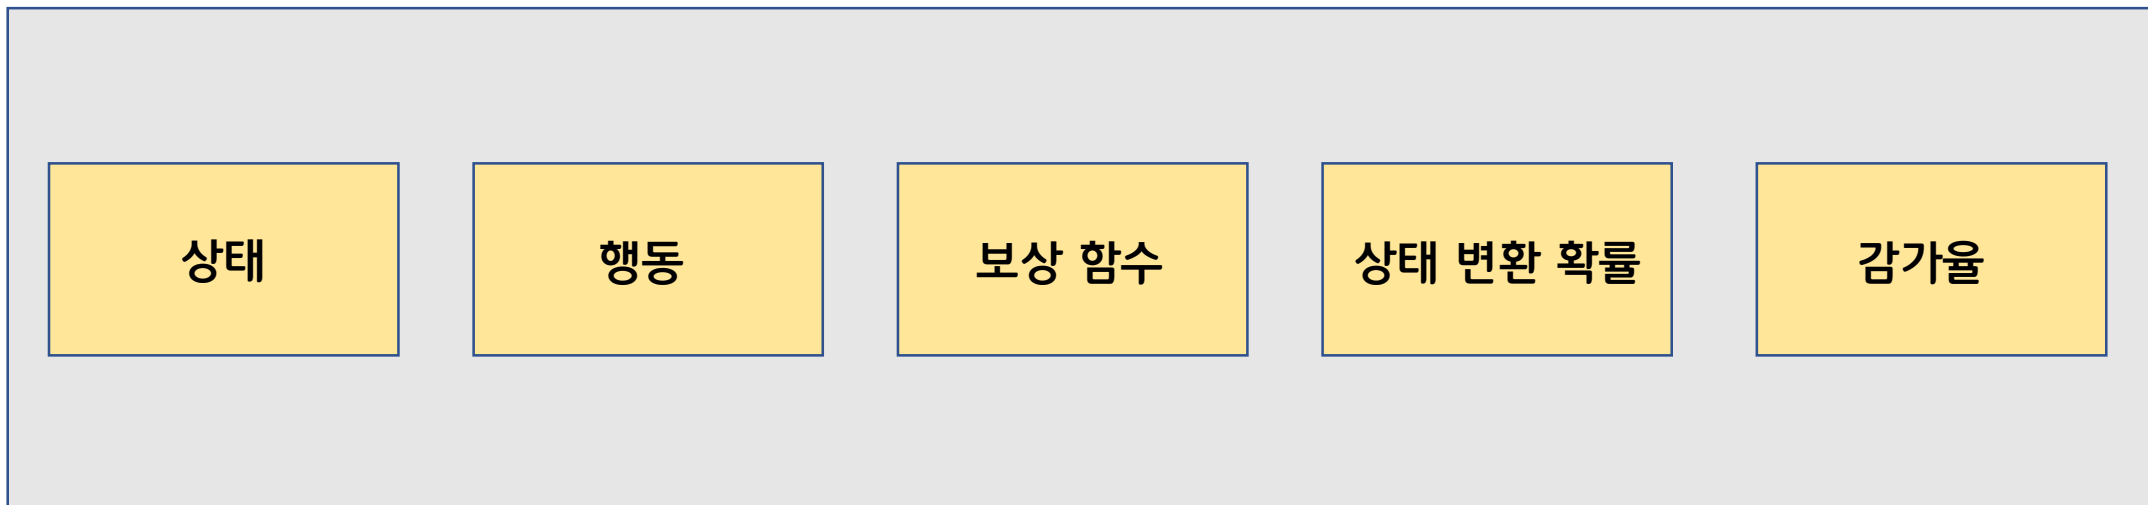 상태
행동
보상 함수
상태 변환 확률
감가율